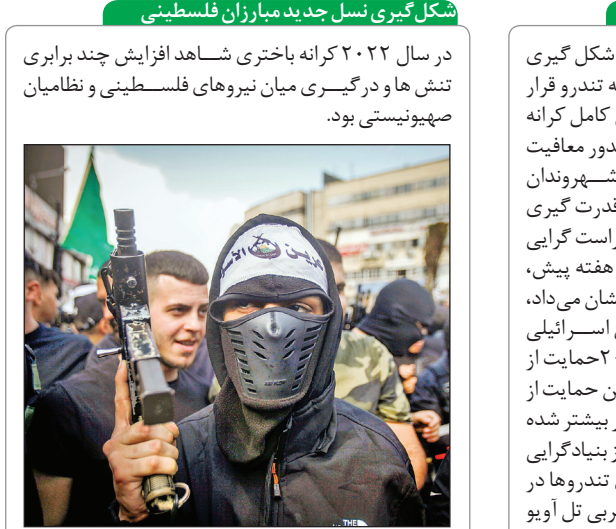 شکل‌گیری نسل جدید مبارزان فلسطینی
در سال ۲۰۲۲ کرانه باختری شاهد افزایش چند برابری
تنش ها و درگیری میان نیروهای فلسطینی و نظامیان
صهیونیستی بود.
عرین الاسود
THE
شکل گیری
ه تندرو قرار
کامل کرانه
دور معافیت
شهروندان
قدرت گیری
راست گرایی
هفته پیش،
شان می‌داد،
اسرائیلی
۲حمایت از
ن حمایت از
ر بیشتر شده
ز بنیادگرایی
تندروها در
ربی تل آویو